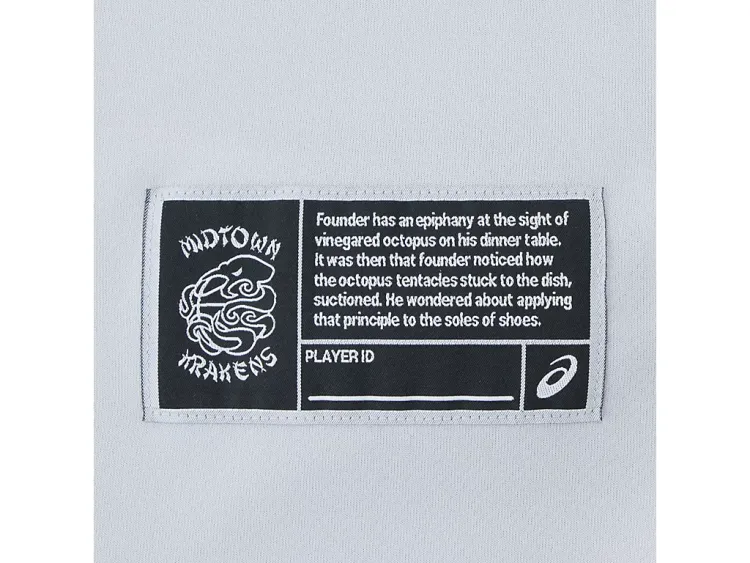 MIDTOWN
KRAKENS
Founder has an epiphany at the sight of
vinegared octopus on his dinner table.
It was then that founder noticed how
the octopus tentacles stuck to the dish,
suctioned. He wondered about applying
that principle to the soles of shoes.
PLAYER ID